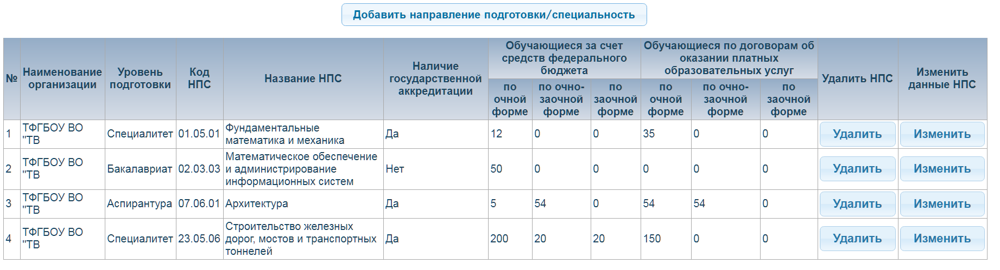 Добавить направление подготовки/специальность
№
Наименование
организации
Уровень
подготовки
Код
НПС
Название НПС
Наличие
государственной
аккредитации
Обучающиеся за счет
средств федерального
бюджета
Обучающиеся по договорам об
оказании платных
образовательных услуг
Удалить НПС
Изменить
данные НПС
по
очной
форме
по очно-
заочной
форме
по
заочной
форме
по
очной
форме
по очно-
заочной
форме
по
заочной
форме
1
ТФГБОУ ВО
"ТВ
Специалитет
01.05.01
Фундаментальные
математика и механика
Да
12
0
0
35
0
0
Удалить
Изменить
2
ТФГБОУ ВО
"ТВ
Бакалавриат
02.03.03
Математическое обеспечение
и администрирование
информационных систем
Нет
50
0
0
0
0
0
Удалить
Изменить
3
ТФГБОУ ВО
"ТВ
Аспирантура
07.06.01
Архитектура
Да
5
54
0
54
54
0
Удалить
Изменить
4
ТФГБОУ ВО
"ТВ
Специалитет
23.05.06
Строительство железных
дорог, мостов и транспортных
тоннелей
Да
200
20
20
150
0
0
Удалить
Изменить